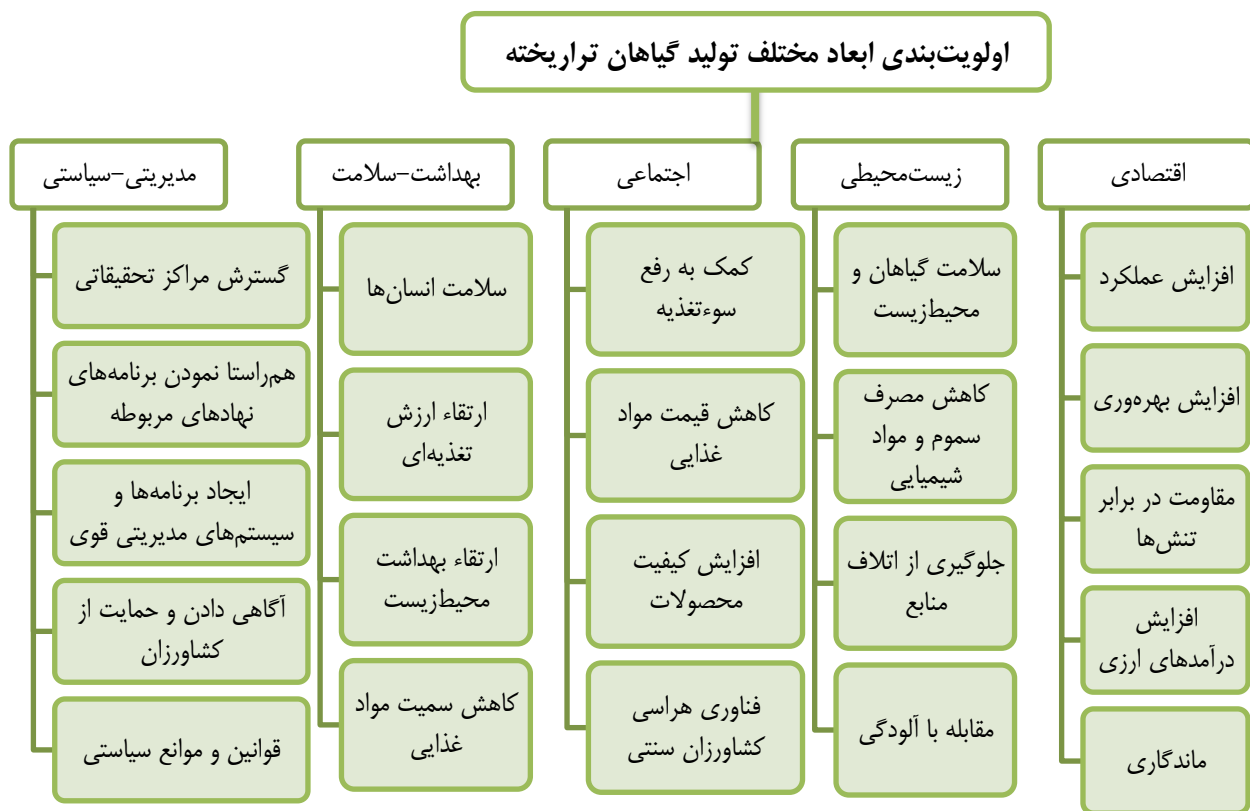 اولویت‌بندی ابعاد مختلف تولید گیاهان تراریخته
اقتصادی
افزایش عملکرد
افزایش بهره‌وری
مقاومت در برابر
تنش‌ها
افزایش
درآمدهای ارزی
ماندگاری
زیست‌محیطی
سلامت گیاهان و
محیط‌زیست
کاهش مصرف
سموم و مواد
شیمیایی
جلوگیری از اتلاف
منابع
مقابله با آلودگی
اجتماعی
کمک به رفع
سوءتغذیه
کاهش قیمت مواد
غذایی
افزایش کیفیت
محصولات
فناوری هراسی
کشاورزان سنتی
بهداشت-سلامت
سلامت انسان‌ها
ارتقاء ارزش
تغذیه‌ای
ارتقاء بهداشت
محیط‌زیست
کاهش سمیت مواد
غذایی
مدیریتی-سیاستی
گسترش مراکز تحقیقاتی
هم‌راستا نمودن برنامه‌های
نهادهای مربوطه
ایجاد برنامه‌ها و
سیستم‌های مدیریتی قوی
آگاهی دادن و حمایت از
کشاورزان
قوانین و موانع سیاستی